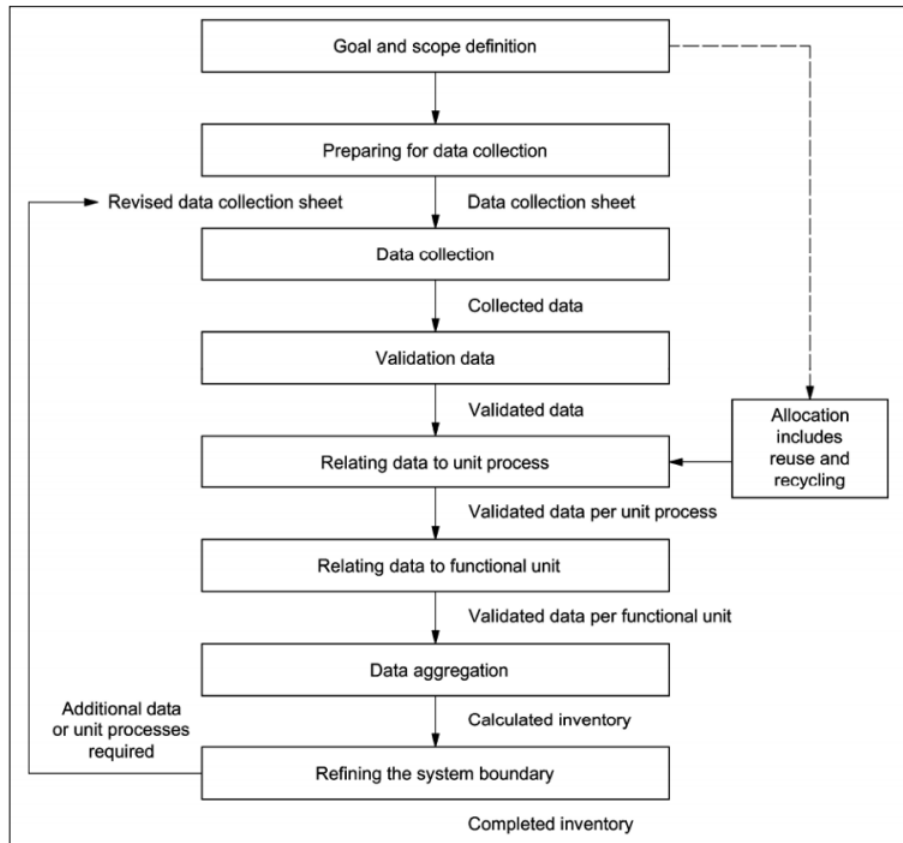 Goal and scope definition
Preparing for data collection
Revised data collection sheet
Data collection sheet
Data collection
Collected data
Validation data
Validated data
Allocation
includes
reuse and
recycling
Relating data to unit process
Validated data per unit process
Relating data to functional unit
Validated data per functional unit
Data aggregation
Calculated inventory
Additional data
or unit processes
required
Refining the system boundary
Completed inventory